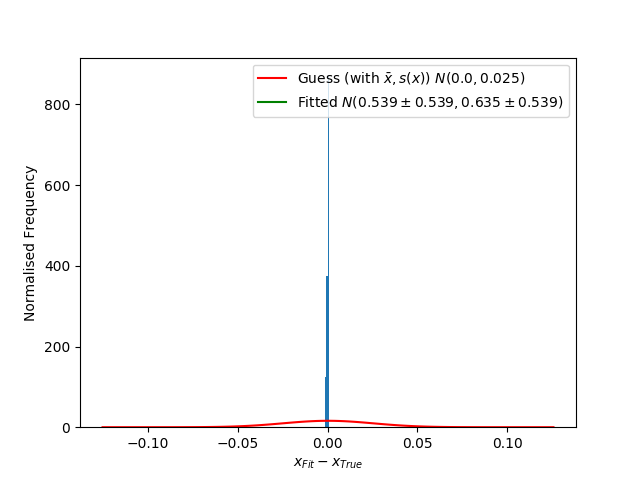 Guess (with x̄, s(x)) N(0.0, 0.025)
Fitted N(0.539 ± 0.539, 0.635 ± 0.539)
800
600
400
200
0
Normalised Frequency
−0.10 −0.05 0.00 0.05 0.10
x_Fit − x_True